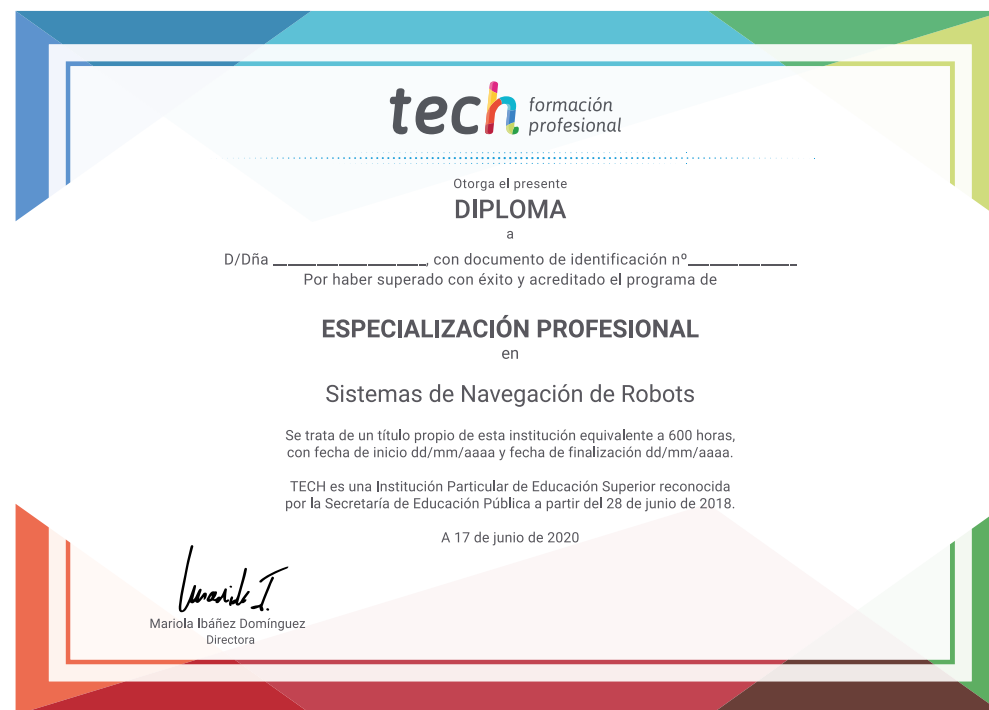 tech formación
profesional
Otorga el presente
DIPLOMA
a
D/Dña ____________________, con documento de identificación nº______________
Por haber superado con éxito y acreditado el programa de
ESPECIALIZACIÓN PROFESIONAL
en
Sistemas de Navegación de Robots
Se trata de un título propio de esta institución equivalente a 600 horas,
con fecha de inicio dd/mm/aaaa y fecha de finalización dd/mm/aaaa.
TECH es una Institución Particular de Educación Superior reconocida
por la Secretaría de Educación Pública a partir del 28 de junio de 2018.
A 17 de junio de 2020
Mariola Ibáñez Domínguez
Directora